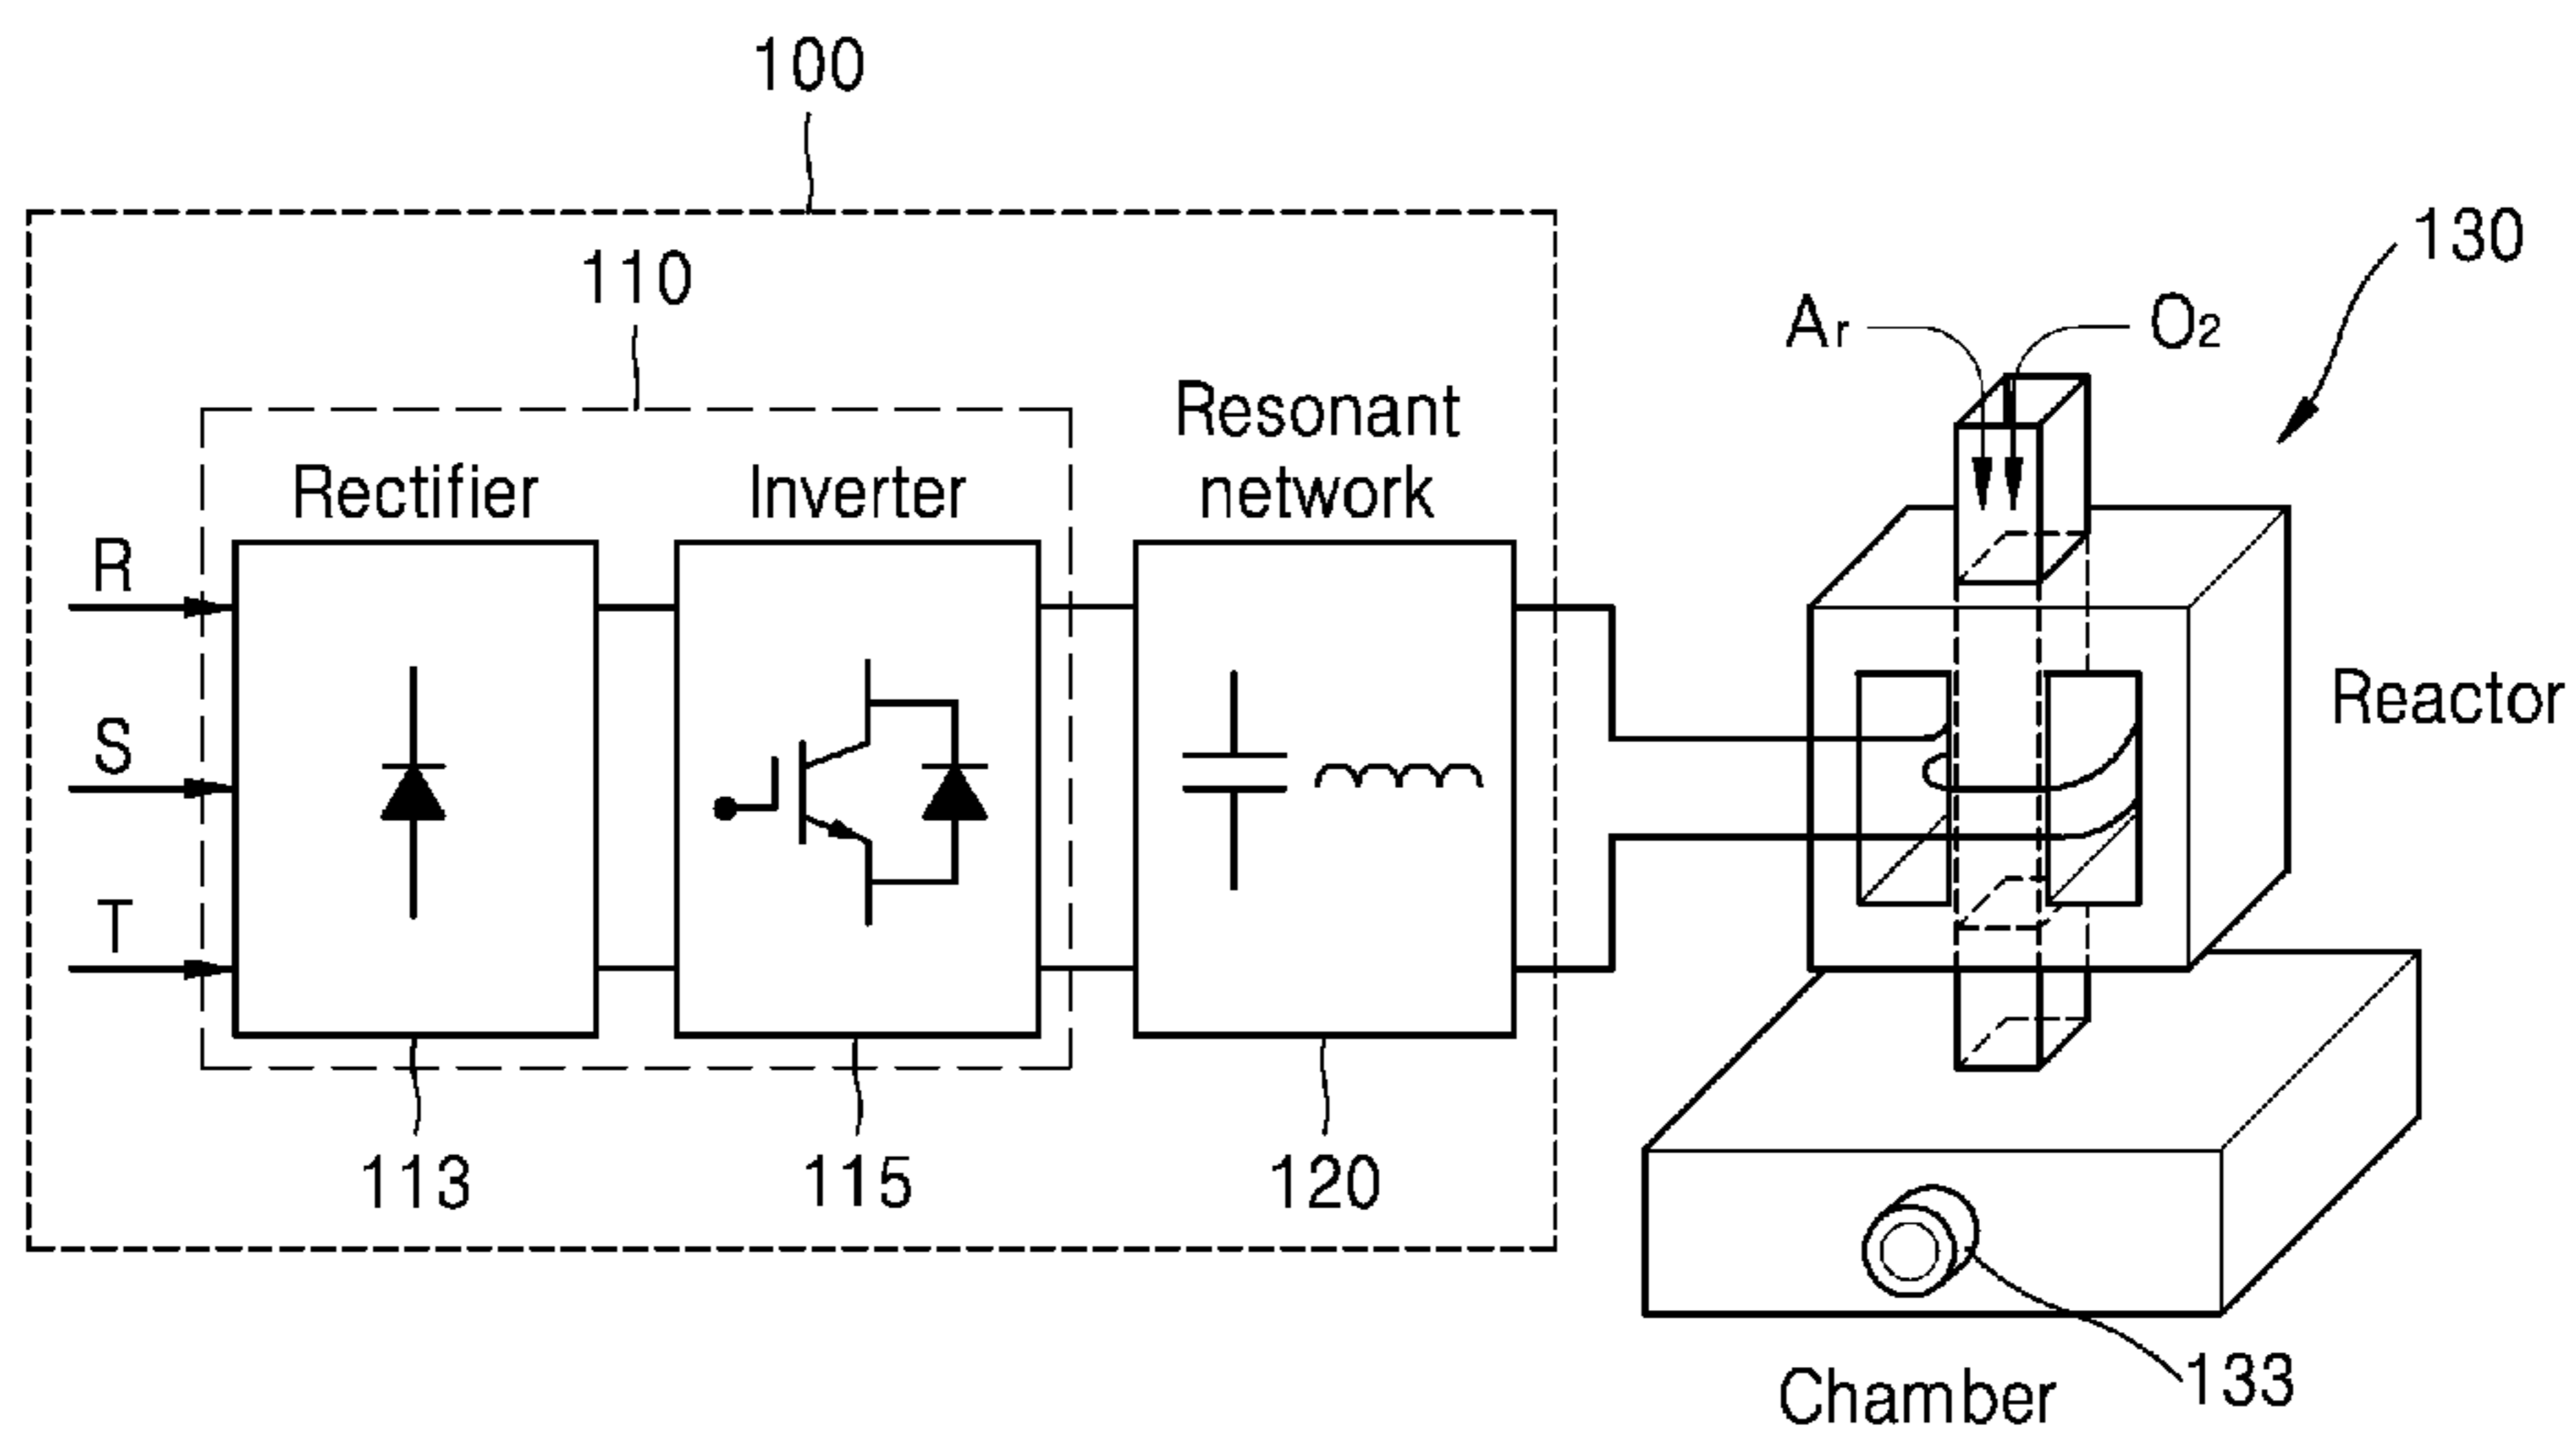 100
130
110
Ar
O2
Resonant
network
Rectifier
Inverter
R
S
T
Reactor
113
115
120
133
Chamber